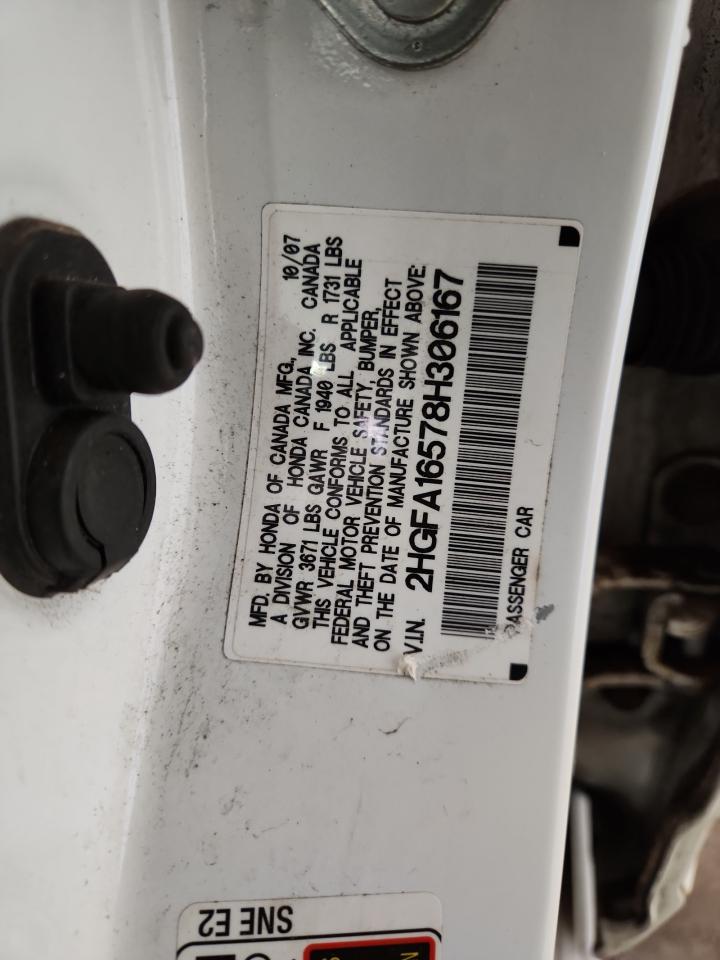 MFD. BY HONDA OF CANADA MFG., 10/07
A DIVISION OF HONDA CANADA INC. CANADA
GVWR 3671 LBS GAWR F 1940 LBS R 1731 LBS
THIS VEHICLE CONFORMS TO ALL APPLICABLE
FEDERAL MOTOR VEHICLE SAFETY, BUMPER,
AND THEFT PREVENTION STANDARDS IN EFFECT
ON THE DATE OF MANUFACTURE SHOWN ABOVE:
V.I.N. 2HGFA16578H306167
PASSENGER CAR
SNE E2